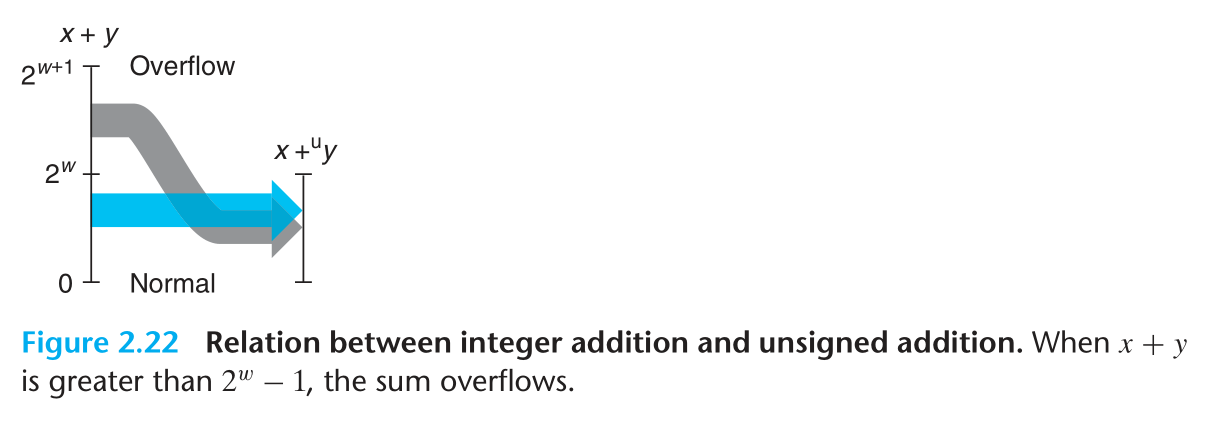 x + y
2^{w+1} Overflow
x +^u y
2^w
0 Normal
Figure 2.22 Relation between integer addition and unsigned addition. When x + y
is greater than 2^w − 1, the sum overflows.